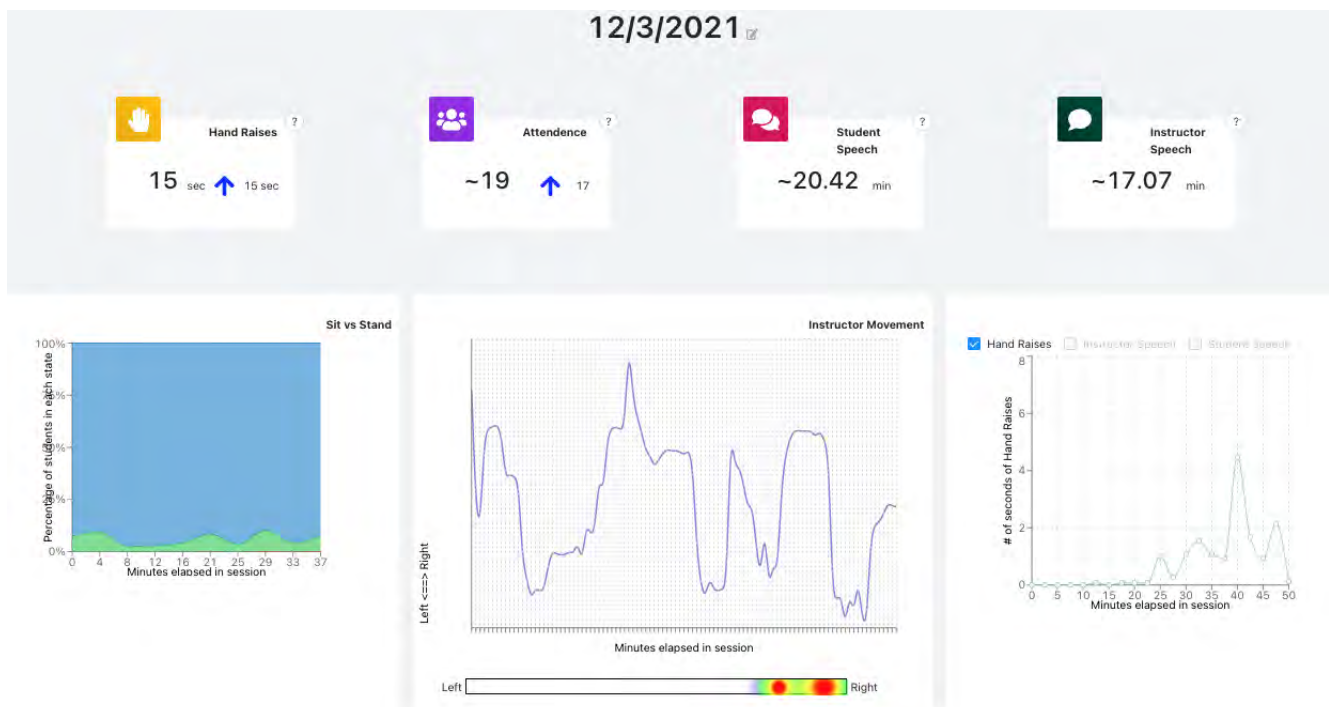 12/3/2021
Hand Raises
?
15 sec 15 sec
Attendence
?
~19 17
Student
Speech
?
~20.42 min
Instructor
Speech
?
~17.07 min
Sit vs Stand
Percentage of students in each state
100%
0%
0 4 8 12 16 21 25 29 33 37
Minutes elapsed in session
Instructor Movement
Left <==> Right
Minutes elapsed in session
Left Right
Hand Raises Instructor Speech Student Speech
# of seconds of Hand Raises
8
6
4
2
0
0 5 10 15 20 25 30 35 40 45 50
Minutes elapsed in session